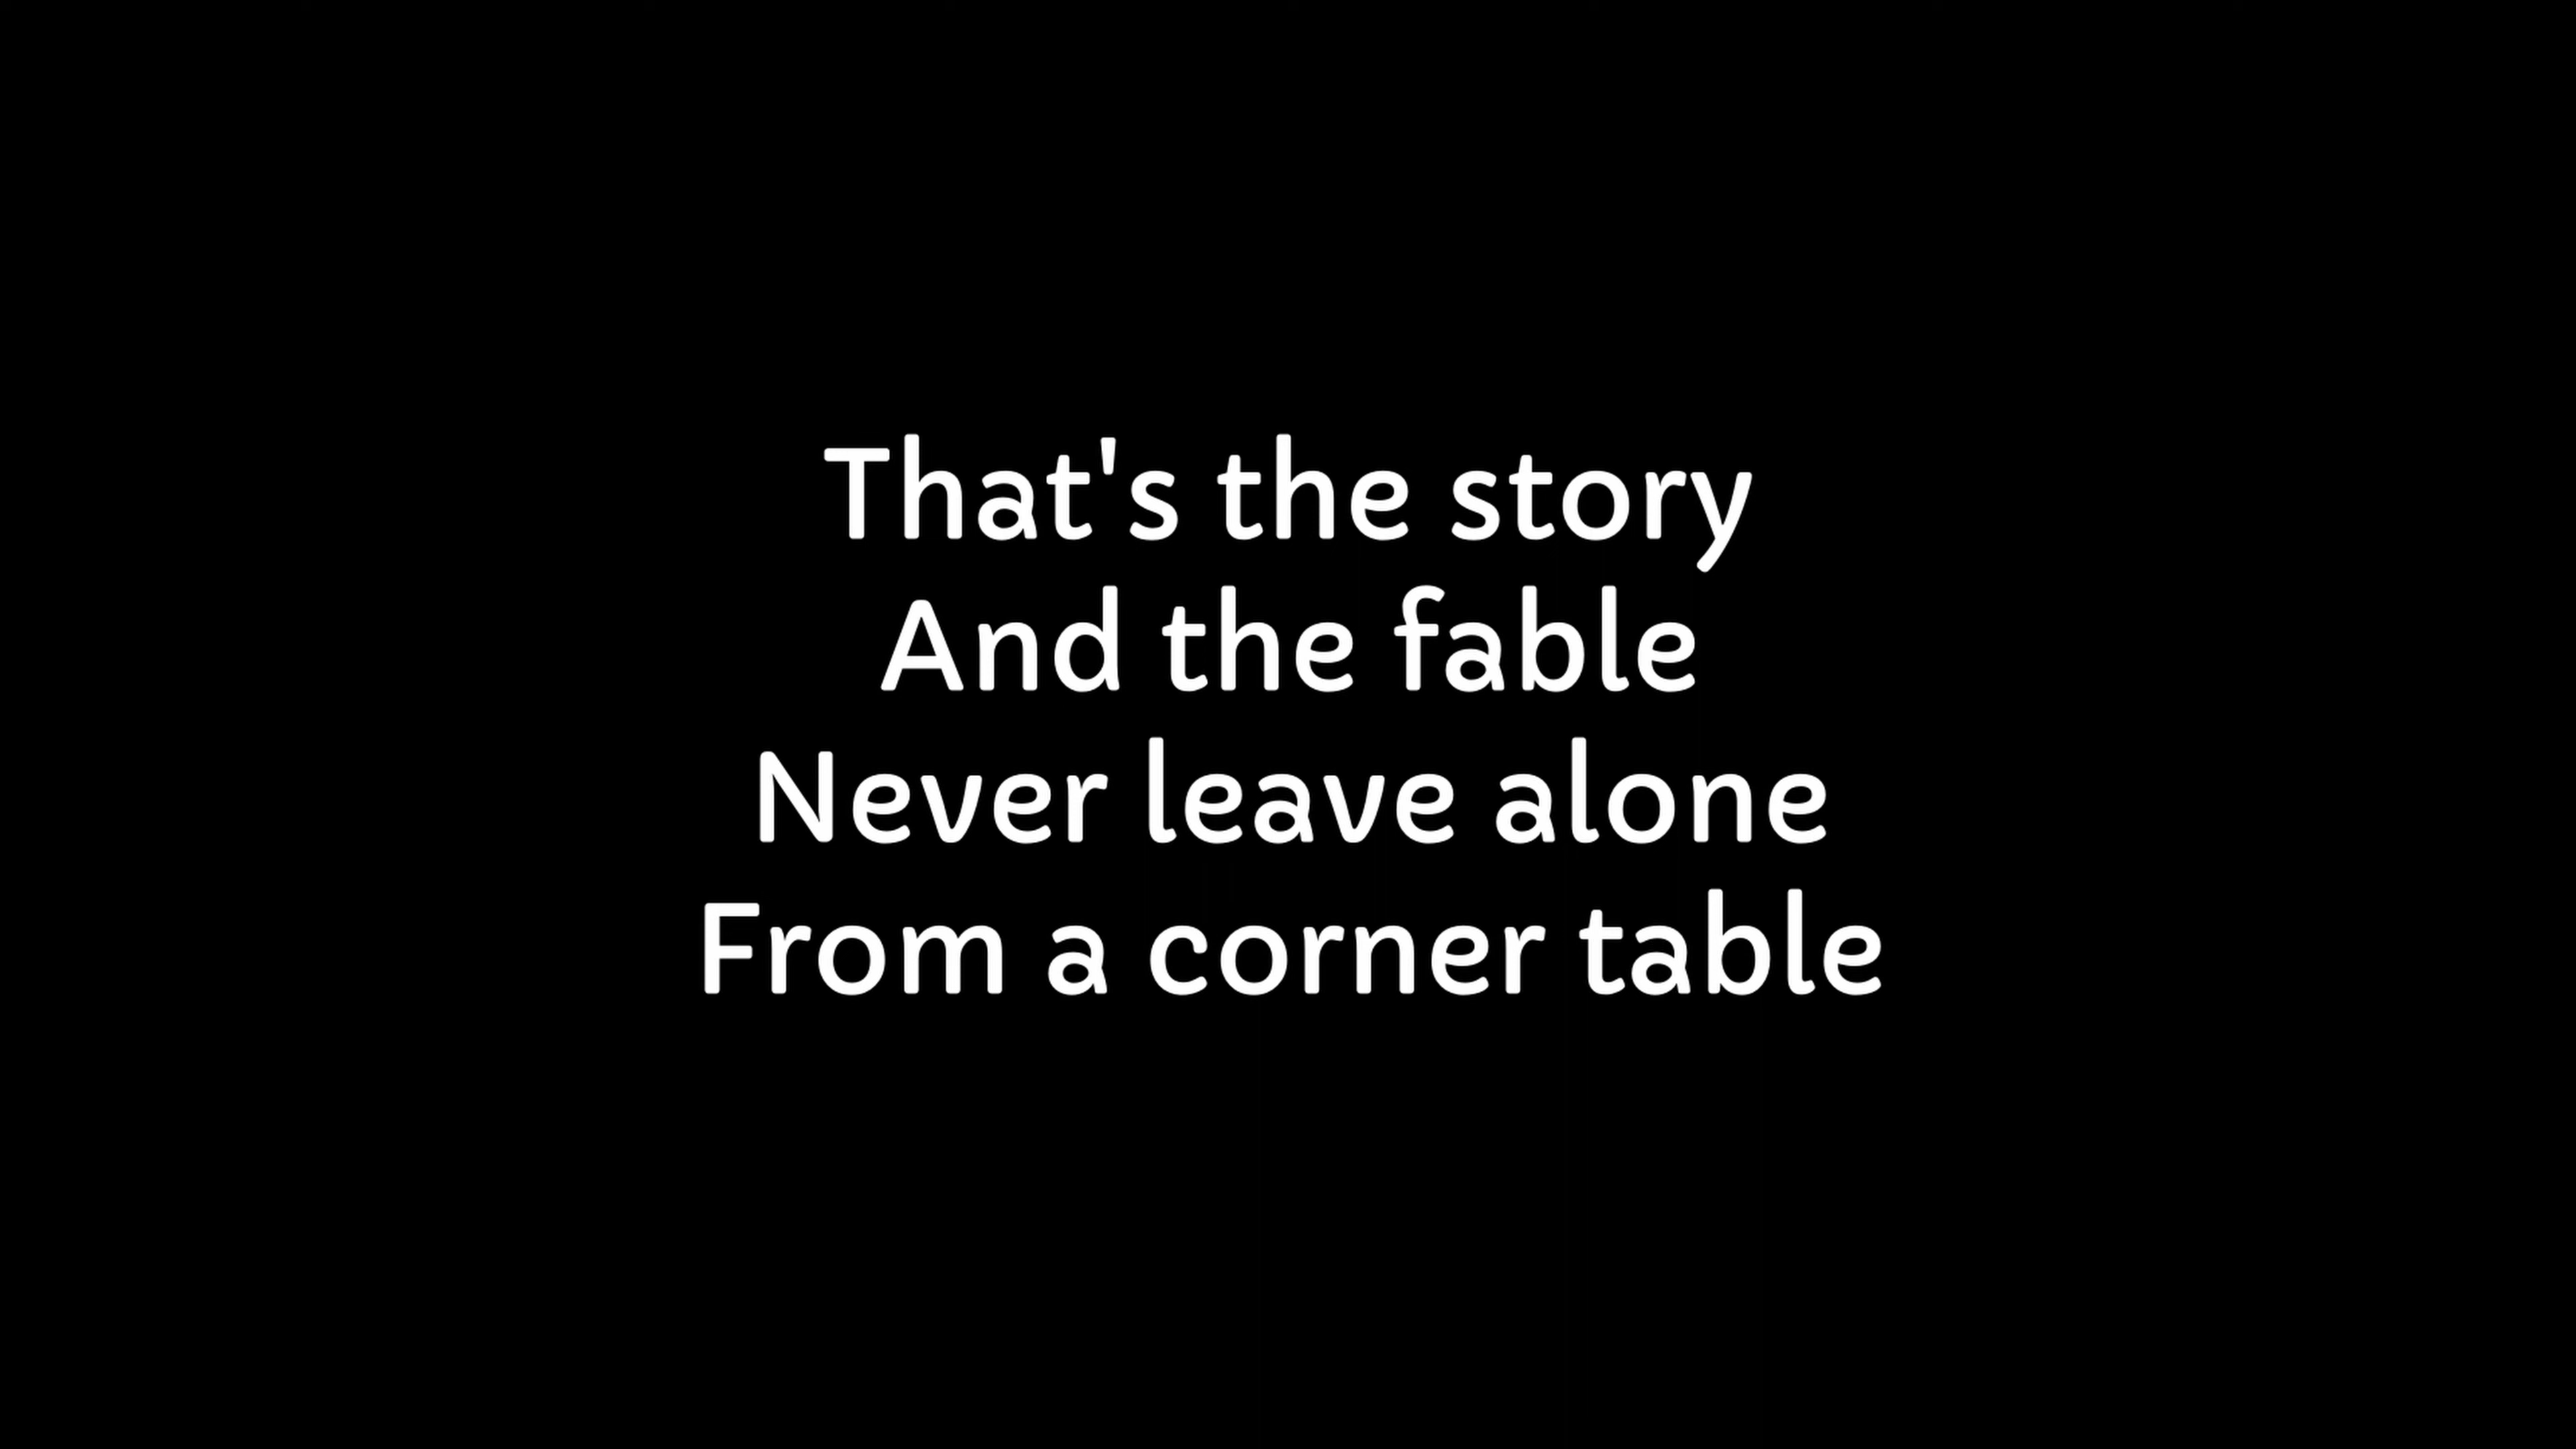 That's the story
And the fable
Never leave alone
From a corner table